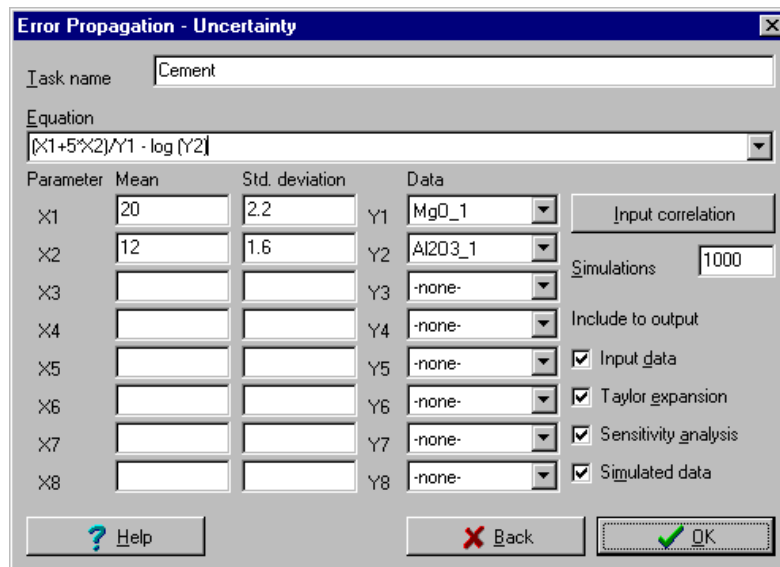 Error Propagation - Uncertainty
Task name Cement
Equation
(X1+5*X2)/Y1 - log (Y2)
Parameter Mean Std. deviation Data
X1 20 2.2 Y1 MgO_1 Input correlation
X2 12 1.6 Y2 Al2O3_1 Simulations 1000
X3 Y3 -none-
X4 Y4 -none- Include to output
X5 Y5 -none- Input data
X6 Y6 -none- Taylor expansion
X7 Y7 -none- Sensitivity analysis
X8 Y8 -none- Simulated data
? Help Back OK